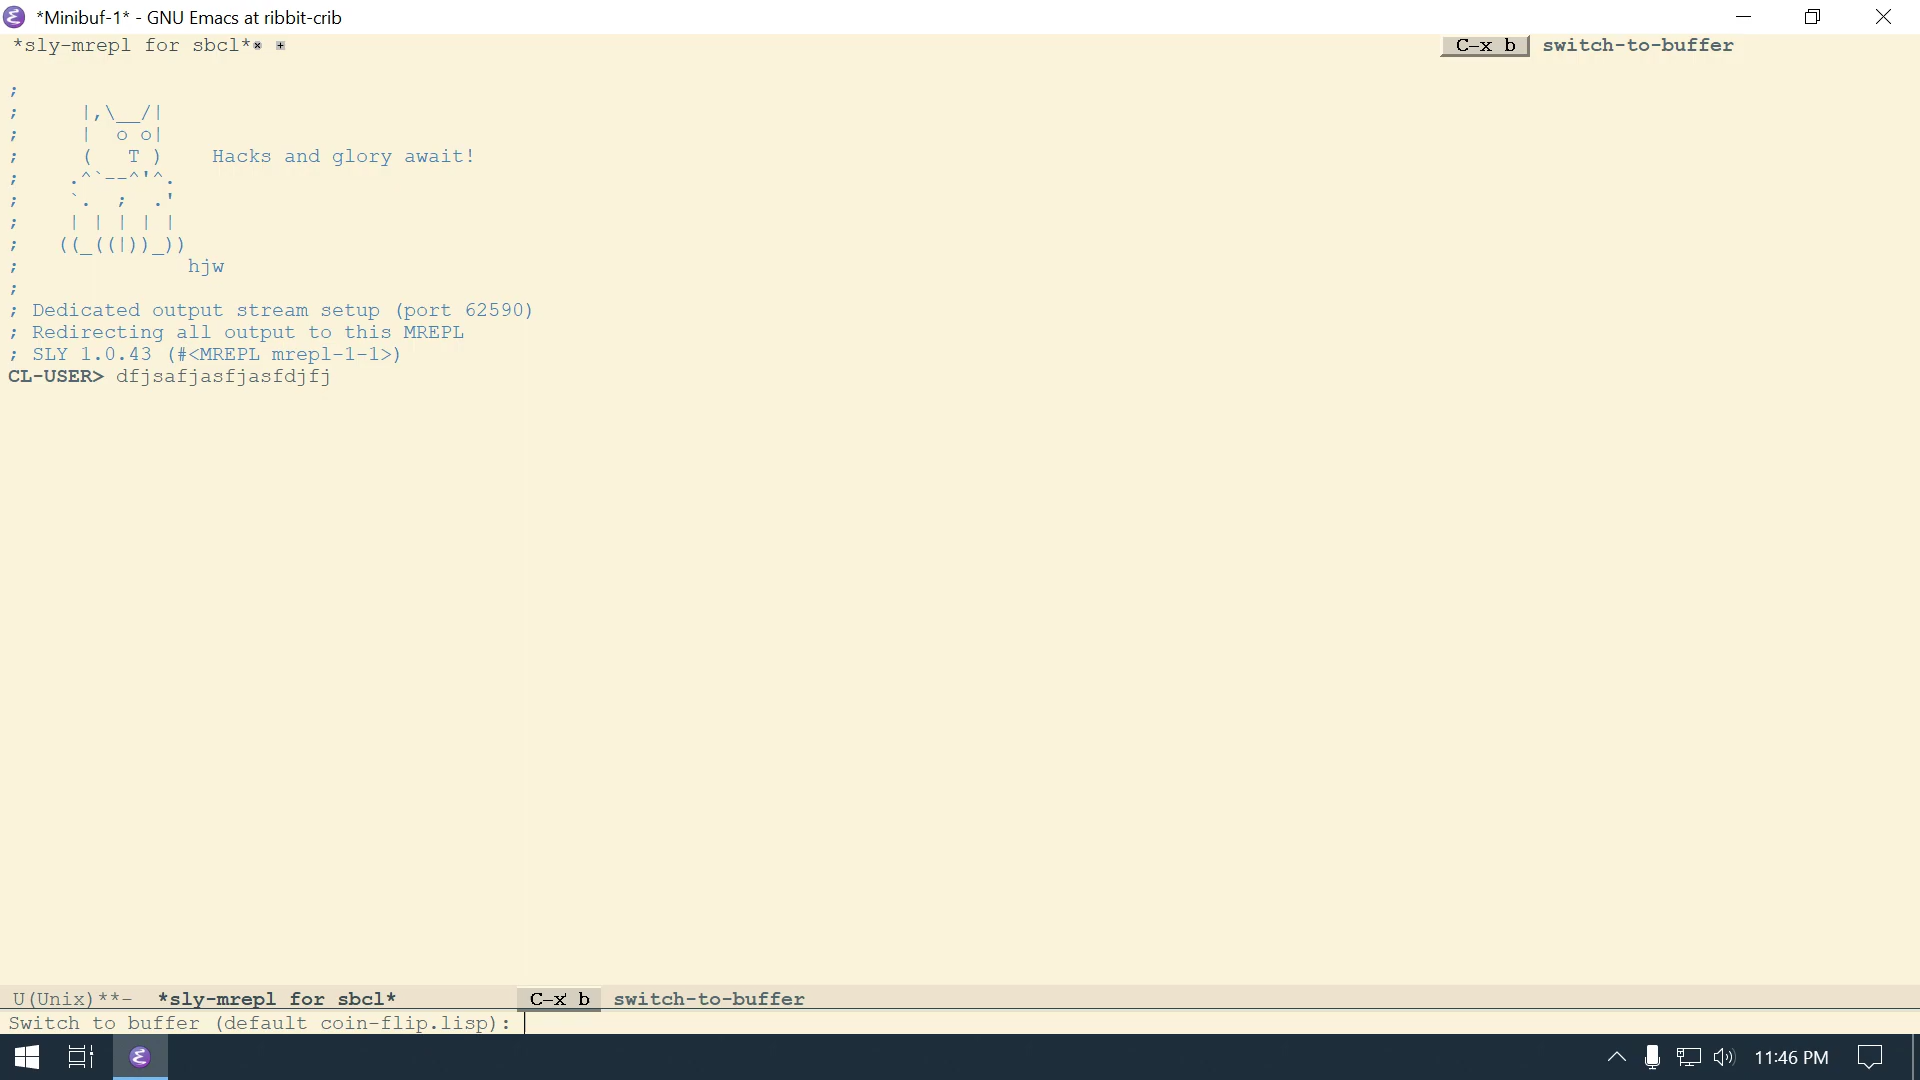 *Minibuf-1* - GNU Emacs at ribbit-crib
*sly-mrepl for sbcl* C-x b switch-to-buffer
;
;      |,\__/|
;      |  o o|
;      (   T )    Hacks and glory await!
;     .^`--^'^.
;     `.  ;  .'
;     | | | | |
;    ((_((|))_))
;               hjw
;
; Dedicated output stream setup (port 62590)
; Redirecting all output to this MREPL
; SLY 1.0.43 (#<MREPL mrepl-1-1>)
CL-USER> dfjsafjasfjasfdjfj
U(Unix)**-  *sly-mrepl for sbcl* C-x b switch-to-buffer
Switch to buffer (default coin-flip.lisp):
11:46 PM